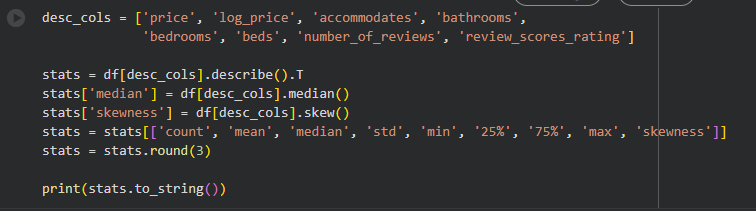 desc_cols = ['price', 'log_price', 'accommodates', 'bathrooms',
             'bedrooms', 'beds', 'number_of_reviews', 'review_scores_rating']

stats = df[desc_cols].describe().T
stats['median'] = df[desc_cols].median()
stats['skewness'] = df[desc_cols].skew()
stats = stats[['count', 'mean', 'median', 'std', 'min', '25%', '75%', 'max', 'skewness']]
stats = stats.round(3)

print(stats.to_string())